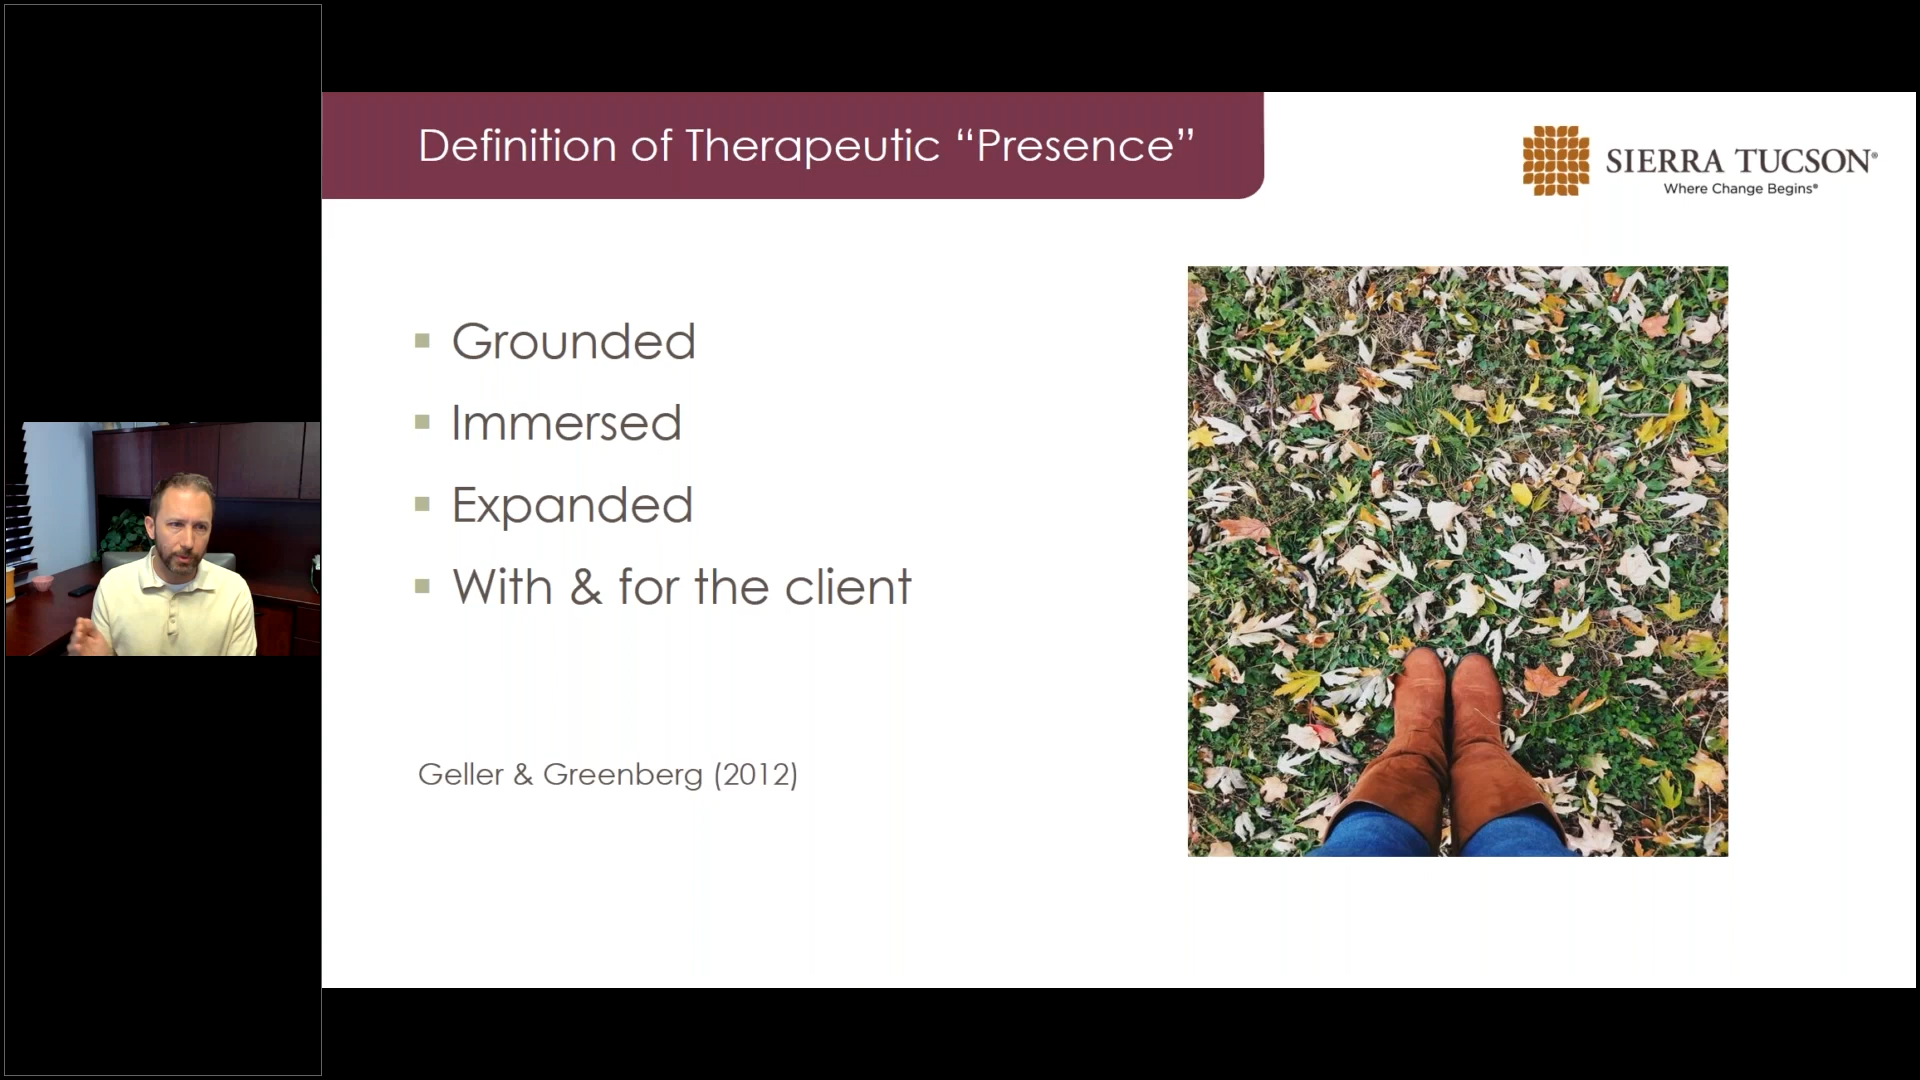 Definition of Therapeutic “Presence”
SIERRA TUCSON®
Where Change Begins®
Grounded
Immersed
Expanded
With & for the client
Geller & Greenberg (2012)